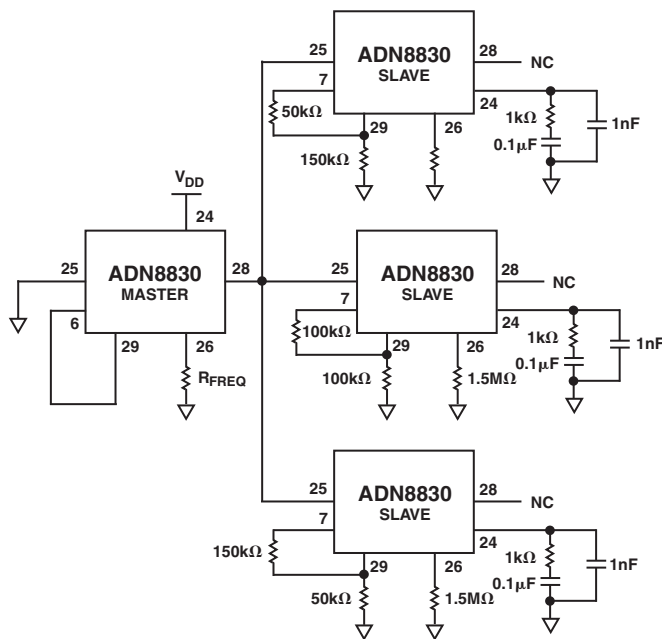 25
ADN8830
SLAVE
28
NC
7
24
50kΩ
29
26
1kΩ
0.1µF
1nF
150kΩ
VDD
24
25
ADN8830
MASTER
28
6
29
26
RFREQ
25
ADN8830
SLAVE
28
NC
7
24
100kΩ
29
26
1kΩ
0.1µF
1nF
100kΩ
1.5MΩ
25
ADN8830
SLAVE
28
NC
7
24
150kΩ
29
26
1kΩ
0.1µF
1nF
50kΩ
1.5MΩ